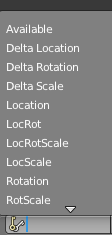 Available
Delta Location
Delta Rotation
Delta Scale
Location
LocRot
LocRotScale
LocScale
Rotation
RotScale